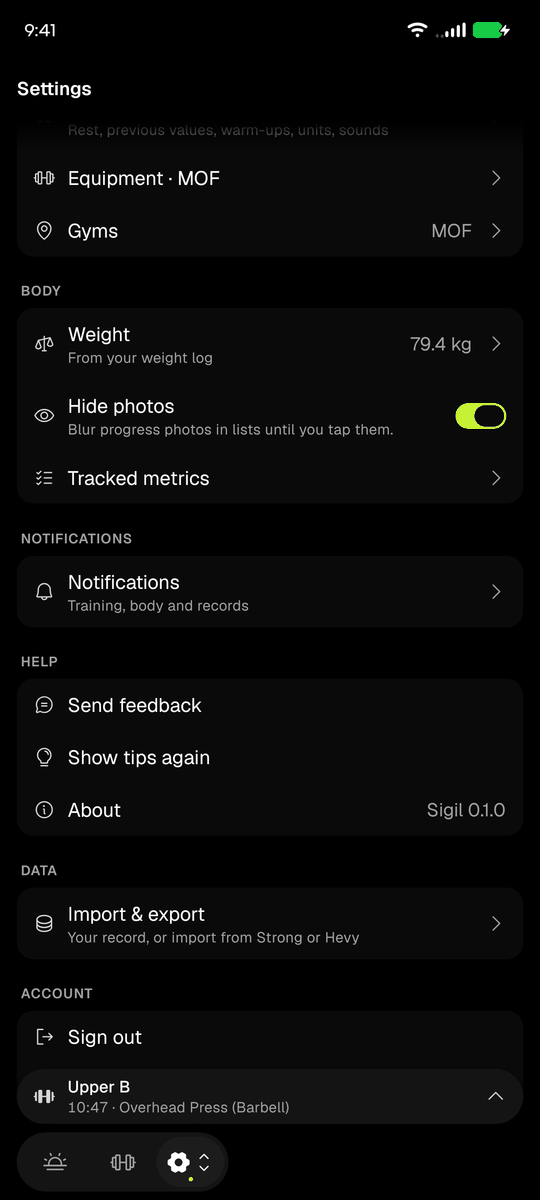 9:41
Settings
Rest, previous values, warm-ups, units, sounds
Equipment · MOF
Gyms
MOF
BODY
Weight
From your weight log
79.4 kg
Hide photos
Blur progress photos in lists until you tap them.
Tracked metrics
NOTIFICATIONS
Notifications
Training, body and records
HELP
Send feedback
Show tips again
About
Sigil 0.1.0
DATA
Import & export
Your record, or import from Strong or Hevy
ACCOUNT
Sign out
Upper B
10:47 · Overhead Press (Barbell)